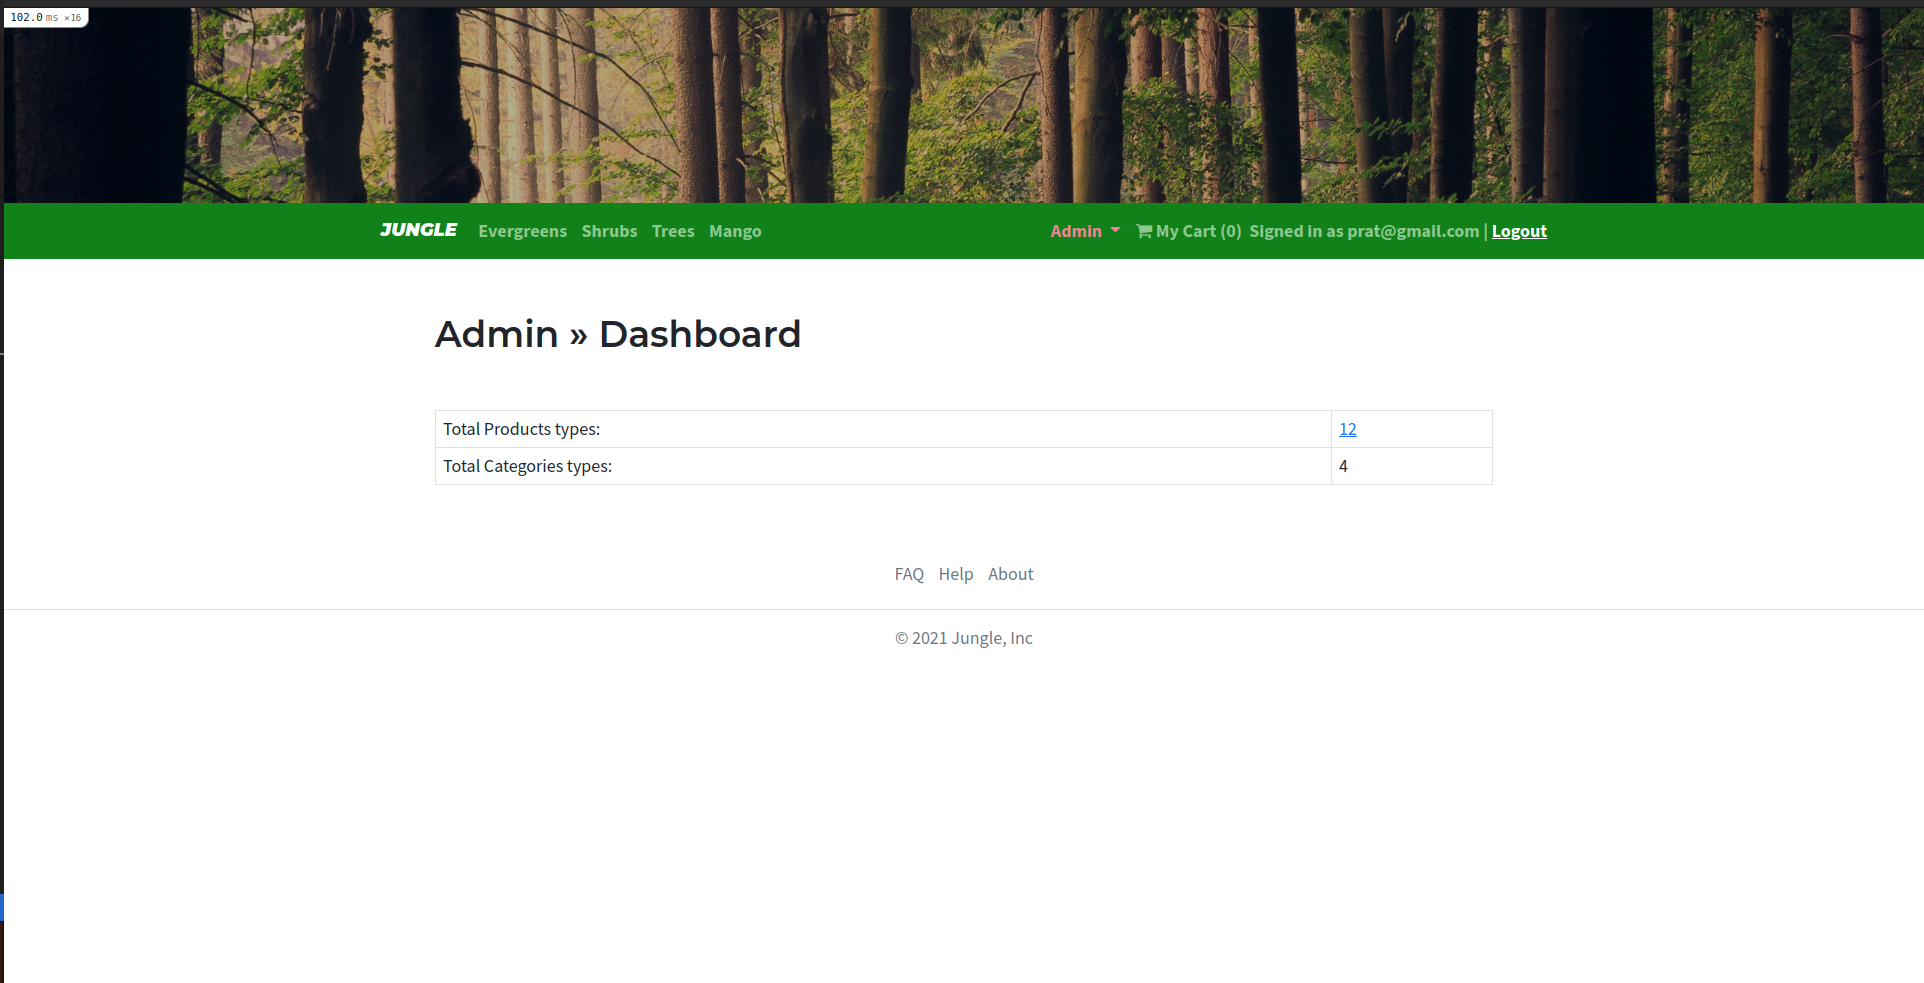 102.0 ms ×16
JUNGLE Evergreens Shrubs Trees Mango Admin My Cart (0) Signed in as prat@gmail.com | Logout
Admin » Dashboard
Total Products types: 12
Total Categories types: 4
FAQ Help About
© 2021 Jungle, Inc